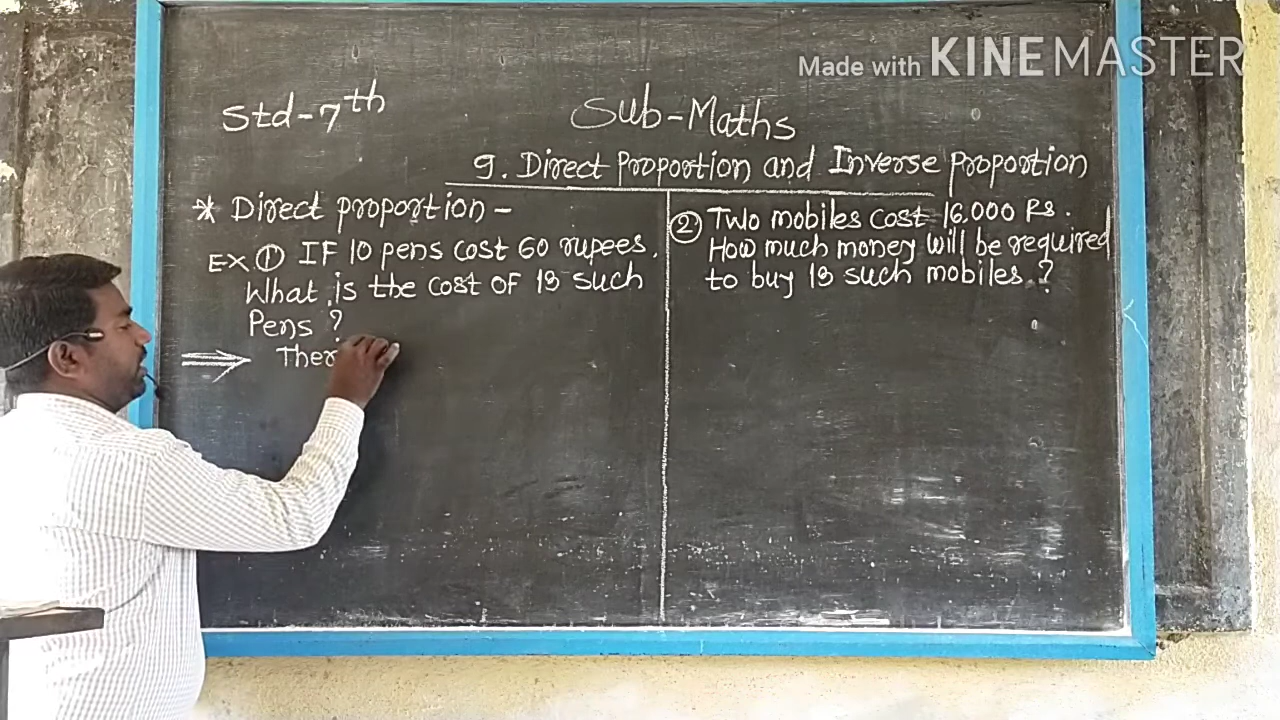 Made with KINEMASTER
Std-7th
Sub-Maths
9. Direct Proportion and Inverse Proportion
* Direct proportion -
Ex ① IF 10 pens cost 60 rupees.
What is the cost of 13 such
Pens ?
⟹ Ther
② Two mobiles cost 16,000 Rs.
How much money will be required
to buy 13 such mobiles. ?